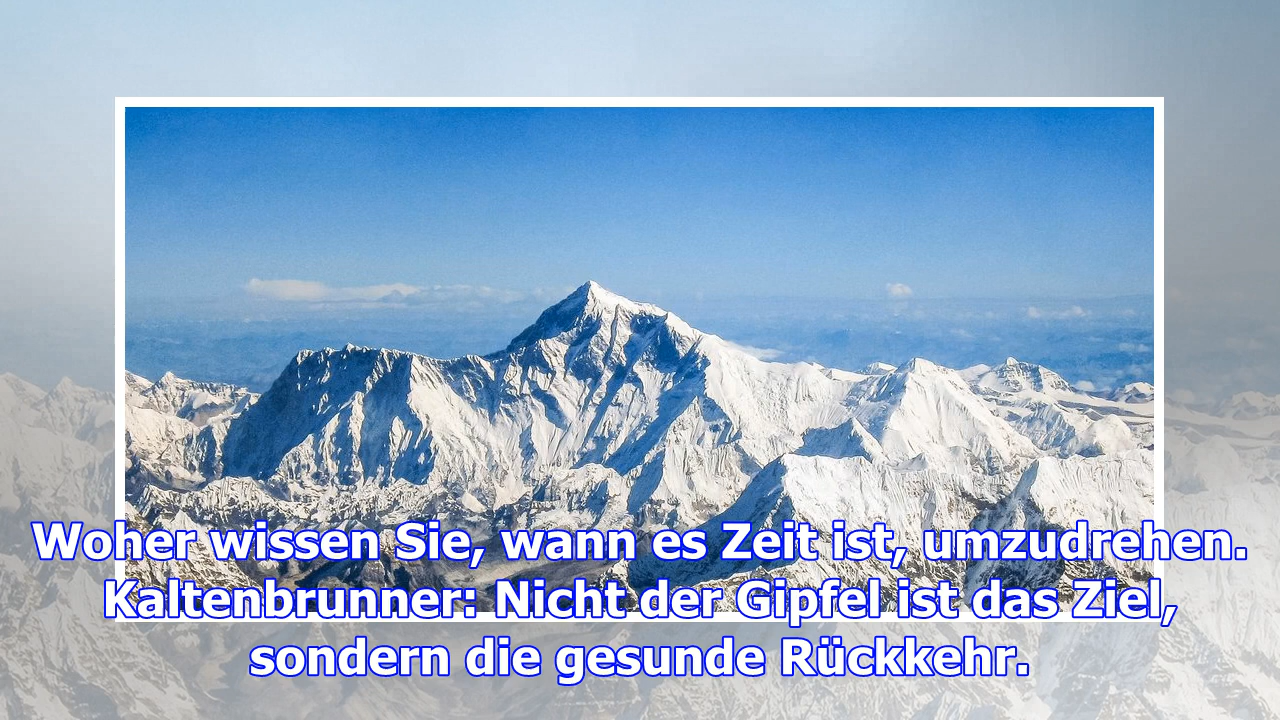 Woher wissen Sie, wann es Zeit ist, umzudrehen.
Kaltenbrunner: Nicht der Gipfel ist das Ziel,
sondern die gesunde Rückkehr.